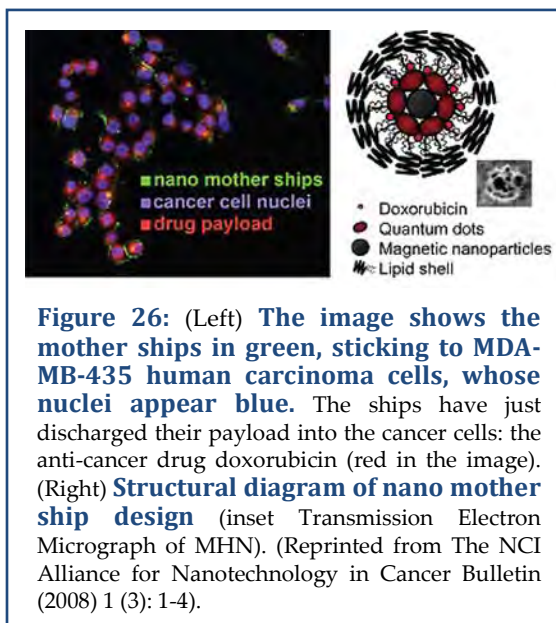 nano mother ships
cancer cell nuclei
drug payload
Doxorubicin
Quantum dots
Magnetic nanoparticles
Lipid shell
Figure 26: (Left) The image shows the
mother ships in green, sticking to MDA-
MB-435 human carcinoma cells, whose
nuclei appear blue. The ships have just
discharged their payload into the cancer cells: the
anti-cancer drug doxorubicin (red in the image).
(Right) Structural diagram of nano mother
ship design (inset Transmission Electron
Micrograph of MHN). (Reprinted from The NCI
Alliance for Nanotechnology in Cancer Bulletin
(2008) 1 (3): 1-4).